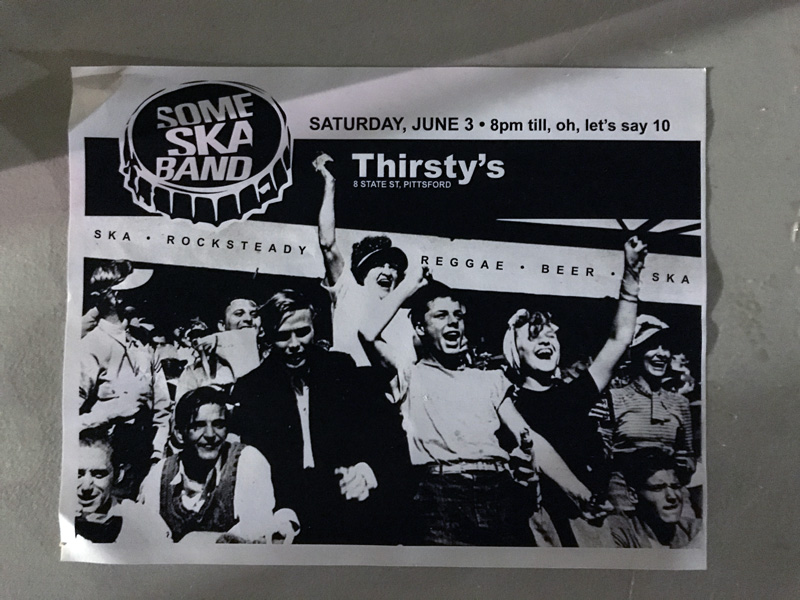 SOME
SKA
BAND
SATURDAY, JUNE 3 • 8pm till, oh, let's say 10
Thirsty's
8 STATE ST, PITTSFORD
SKA • ROCKSTEADY
REGGAE • BEER • SKA